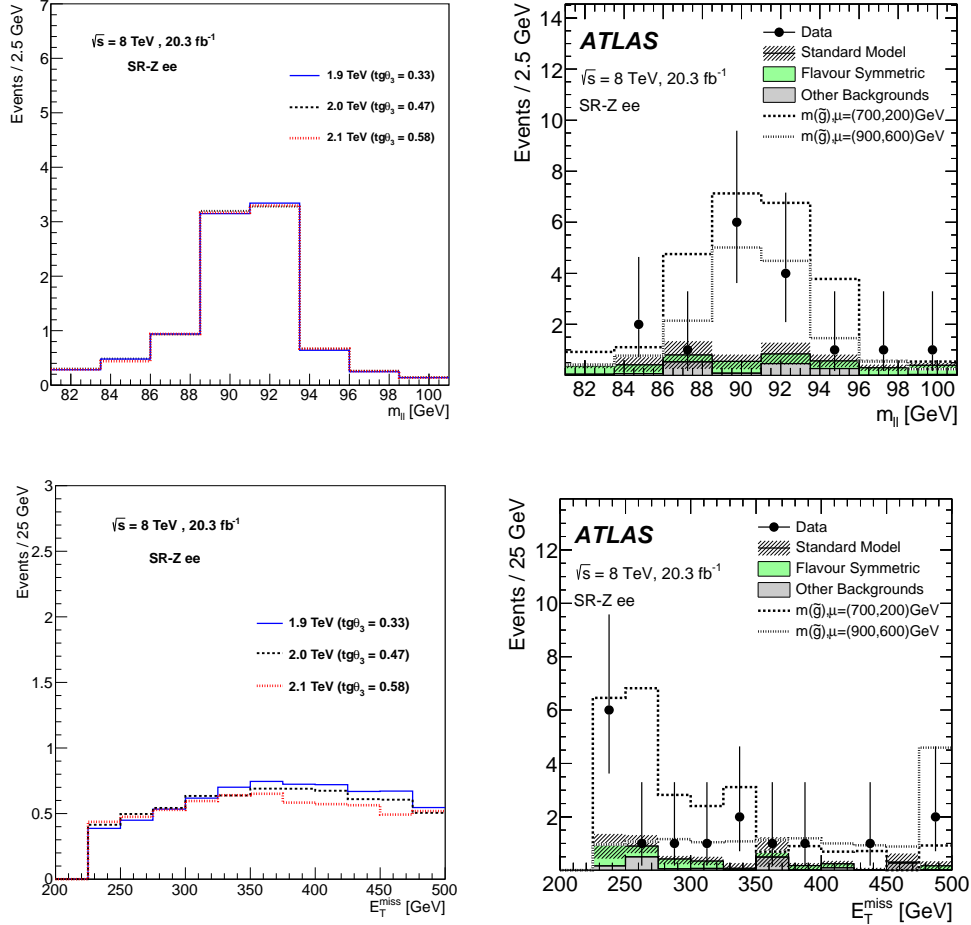 Events / 2.5 GeV
7
6
5
4
3
2
1
0
√s = 8 TeV, 20.3 fb⁻¹
SR-Z ee
1.9 TeV (tgθ₃ = 0.33)
2.0 TeV (tgθ₃ = 0.47)
2.1 TeV (tgθ₃ = 0.58)
82 84 86 88 90 92 94 96 98 100
m_ll [GeV]
Events / 2.5 GeV
14
12
10
8
6
4
2
ATLAS
√s = 8 TeV, 20.3 fb⁻¹
SR-Z ee
Data
Standard Model
Flavour Symmetric
Other Backgrounds
m(g̃),μ=(700,200)GeV
m(g̃),μ=(900,600)GeV
82 84 86 88 90 92 94 96 98 100
m_ll [GeV]
Events / 25 GeV
3
2.5
2
1.5
1
0.5
0
√s = 8 TeV , 20.3 fb⁻¹
SR-Z ee
1.9 TeV (tgθ₃ = 0.33)
2.0 TeV (tgθ₃ = 0.47)
2.1 TeV (tgθ₃ = 0.58)
200 250 300 350 400 450 500
E_T^miss [GeV]
Events / 25 GeV
12
10
8
6
4
2
0
ATLAS
√s = 8 TeV, 20.3 fb⁻¹
SR-Z ee
Data
Standard Model
Flavour Symmetric
Other Backgrounds
m(g̃),μ=(700,200)GeV
m(g̃),μ=(900,600)GeV
200 250 300 350 400 450 500
E_T^miss [GeV]